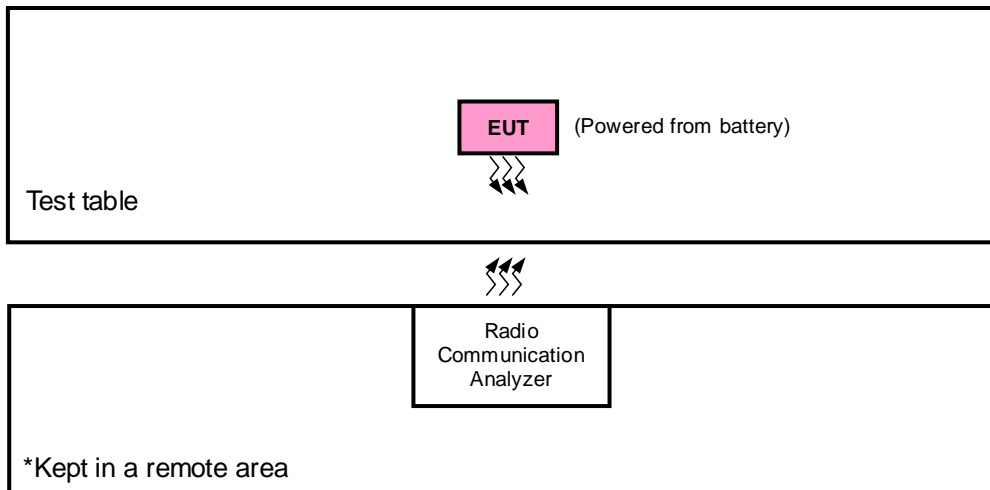 EUT
(Powered from battery)
Test table
Radio
Communication
Analyzer
*Kept in a remote area